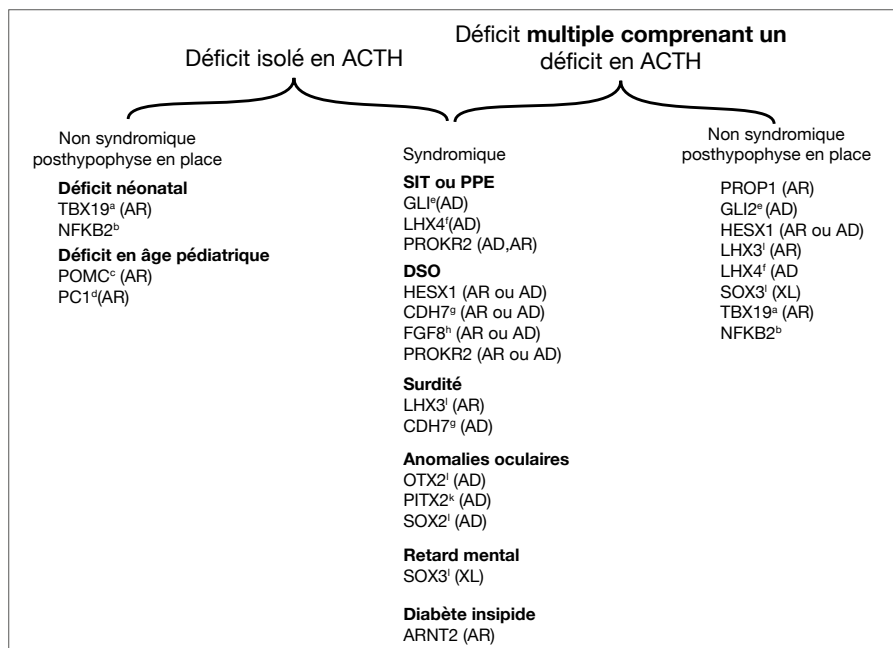 Déficit isolé en ACTH
Déficit multiple comprenant un
déficit en ACTH
Non syndromique
posthypophyse en place
Déficit néonatal
TBX19ᵃ (AR)
NFKB2ᵇ
Déficit en âge pédiatrique
POMCᶜ (AR)
PC1ᵈ(AR)
Syndromique
SIT ou PPE
GLIᵉ(AD)
LHX4ᶠ(AD)
PROKR2 (AD,AR)
DSO
HESX1 (AR ou AD)
CDH7ᵍ (AR ou AD)
FGF8ʰ (AR ou AD)
PROKR2 (AR ou AD)
Surdité
LHX3ˡ (AR)
CDH7ᵍ (AD)
Anomalies oculaires
OTX2ˡ (AD)
PITX2ᵏ (AD)
SOX2ˡ (AD)
Retard mental
SOX3ˡ (XL)
Diabète insipide
ARNT2 (AR)
Non syndromique
posthypophyse en place
PROP1 (AR)
GLI2ᵉ (AD)
HESX1 (AR ou AD)
LHX3ˡ (AR)
LHX4ᶠ (AD
SOX3ˡ (XL)
TBX19ᵃ (AR)
NFKB2ᵇ